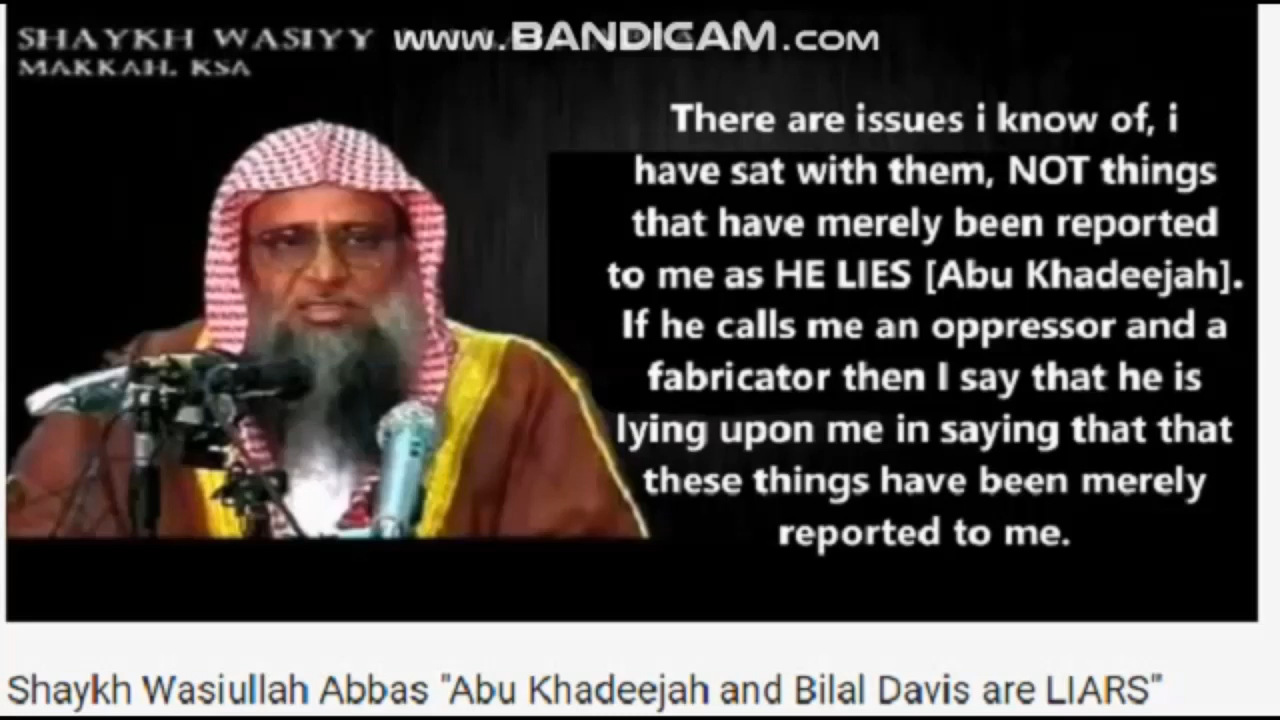 SHAYKH WASIYY www.BANDICAM.COM
MAKKAH. KSA
There are issues i know of, i
have sat with them, NOT things
that have merely been reported
to me as HE LIES [Abu Khadeejah].
If he calls me an oppressor and a
fabricator then I say that he is
lying upon me in saying that that
these things have been merely
reported to me.
Shaykh Wasiullah Abbas "Abu Khadeejah and Bilal Davis are LIARS"